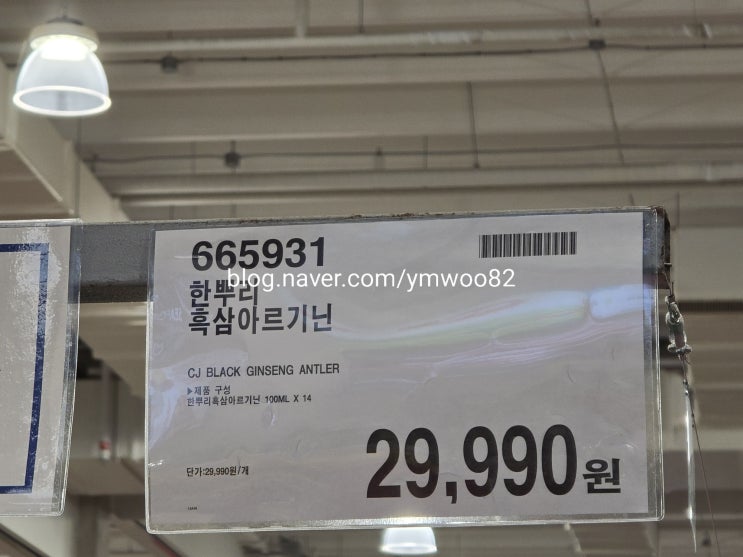 665931
blog.naver.com/ymwoo82
한뿌리
흑삼아르기닌
CJ BLACK GINSENG ANTLER
▶제품 구성
한뿌리흑삼아르기닌 100ML X 14
단가:29,990원/개
29,990원